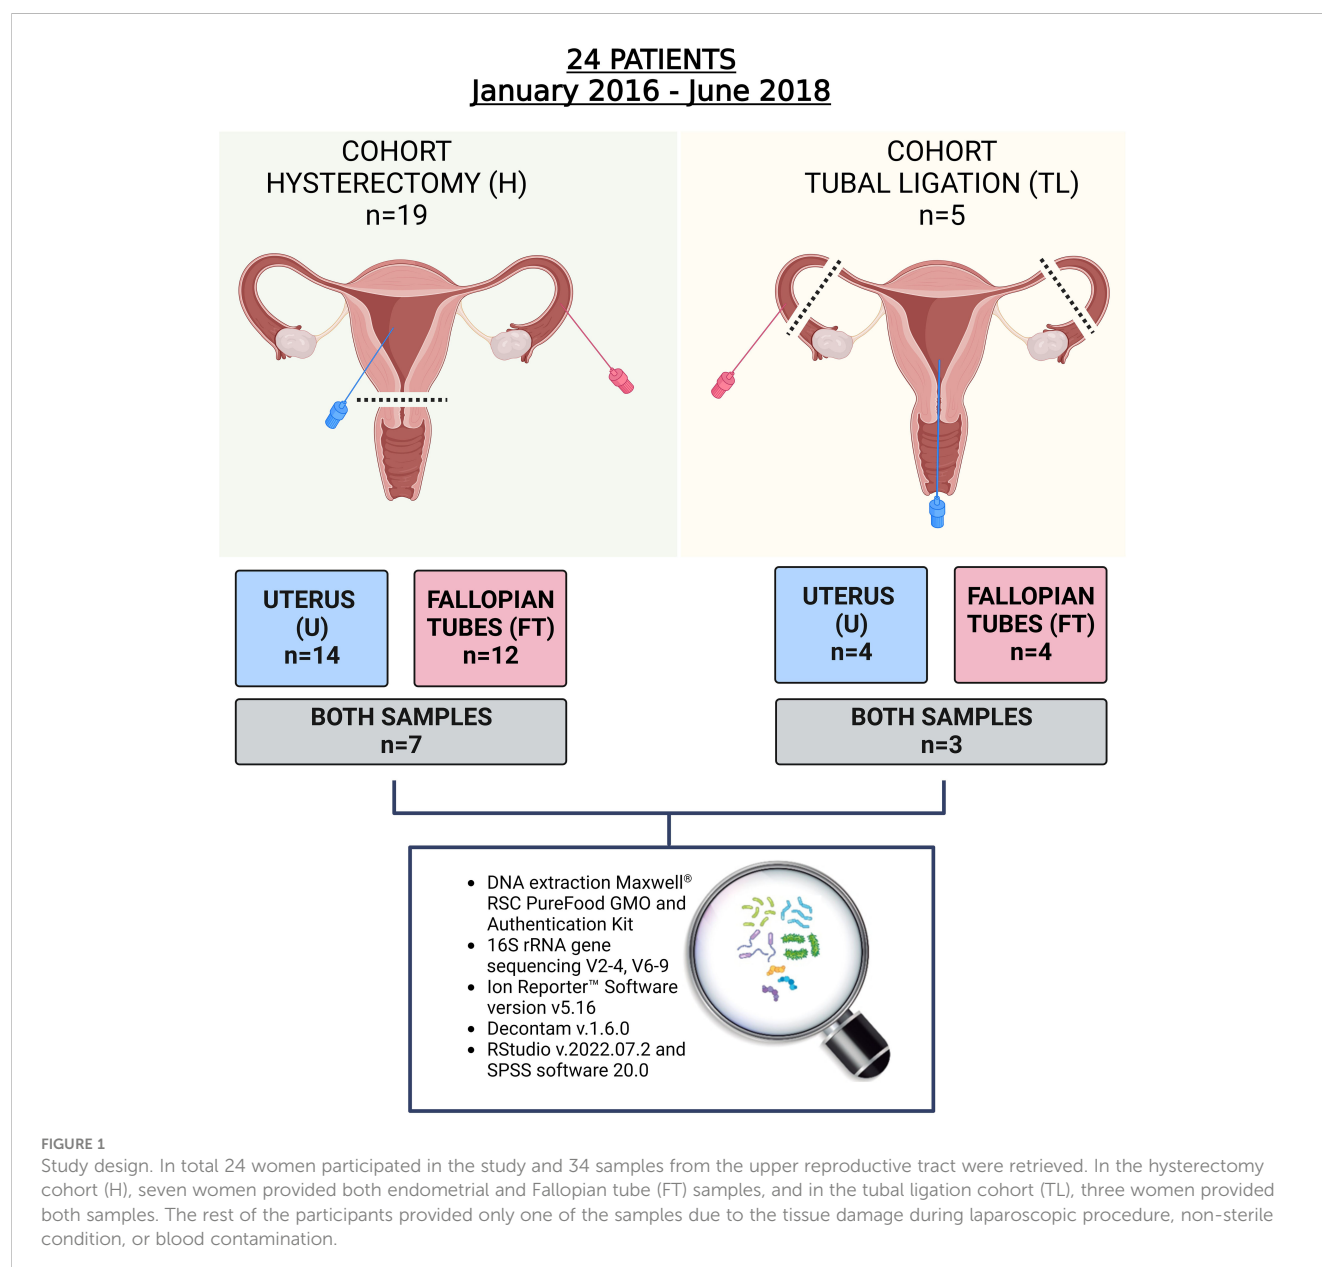 24 PATIENTS
January 2016 - June 2018
COHORT
HYSTERECTOMY (H)
n=19
COHORT
TUBAL LIGATION (TL)
n=5
UTERUS
(U)
n=14
FALLOPIAN
TUBES (FT)
n=12
BOTH SAMPLES
n=7
UTERUS
(U)
n=4
FALLOPIAN
TUBES (FT)
n=4
BOTH SAMPLES
n=3
• DNA extraction Maxwell®
RSC PureFood GMO and
Authentication Kit
• 16S rRNA gene
sequencing V2-4, V6-9
• Ion Reporter™ Software
version v5.16
• Decontam v.1.6.0
• RStudio v.2022.07.2 and
SPSS software 20.0
FIGURE 1
Study design. In total 24 women participated in the study and 34 samples from the upper reproductive tract were retrieved. In the hysterectomy
cohort (H), seven women provided both endometrial and Fallopian tube (FT) samples, and in the tubal ligation cohort (TL), three women provided
both samples. The rest of the participants provided only one of the samples due to the tissue damage during laparoscopic procedure, non-sterile
condition, or blood contamination.